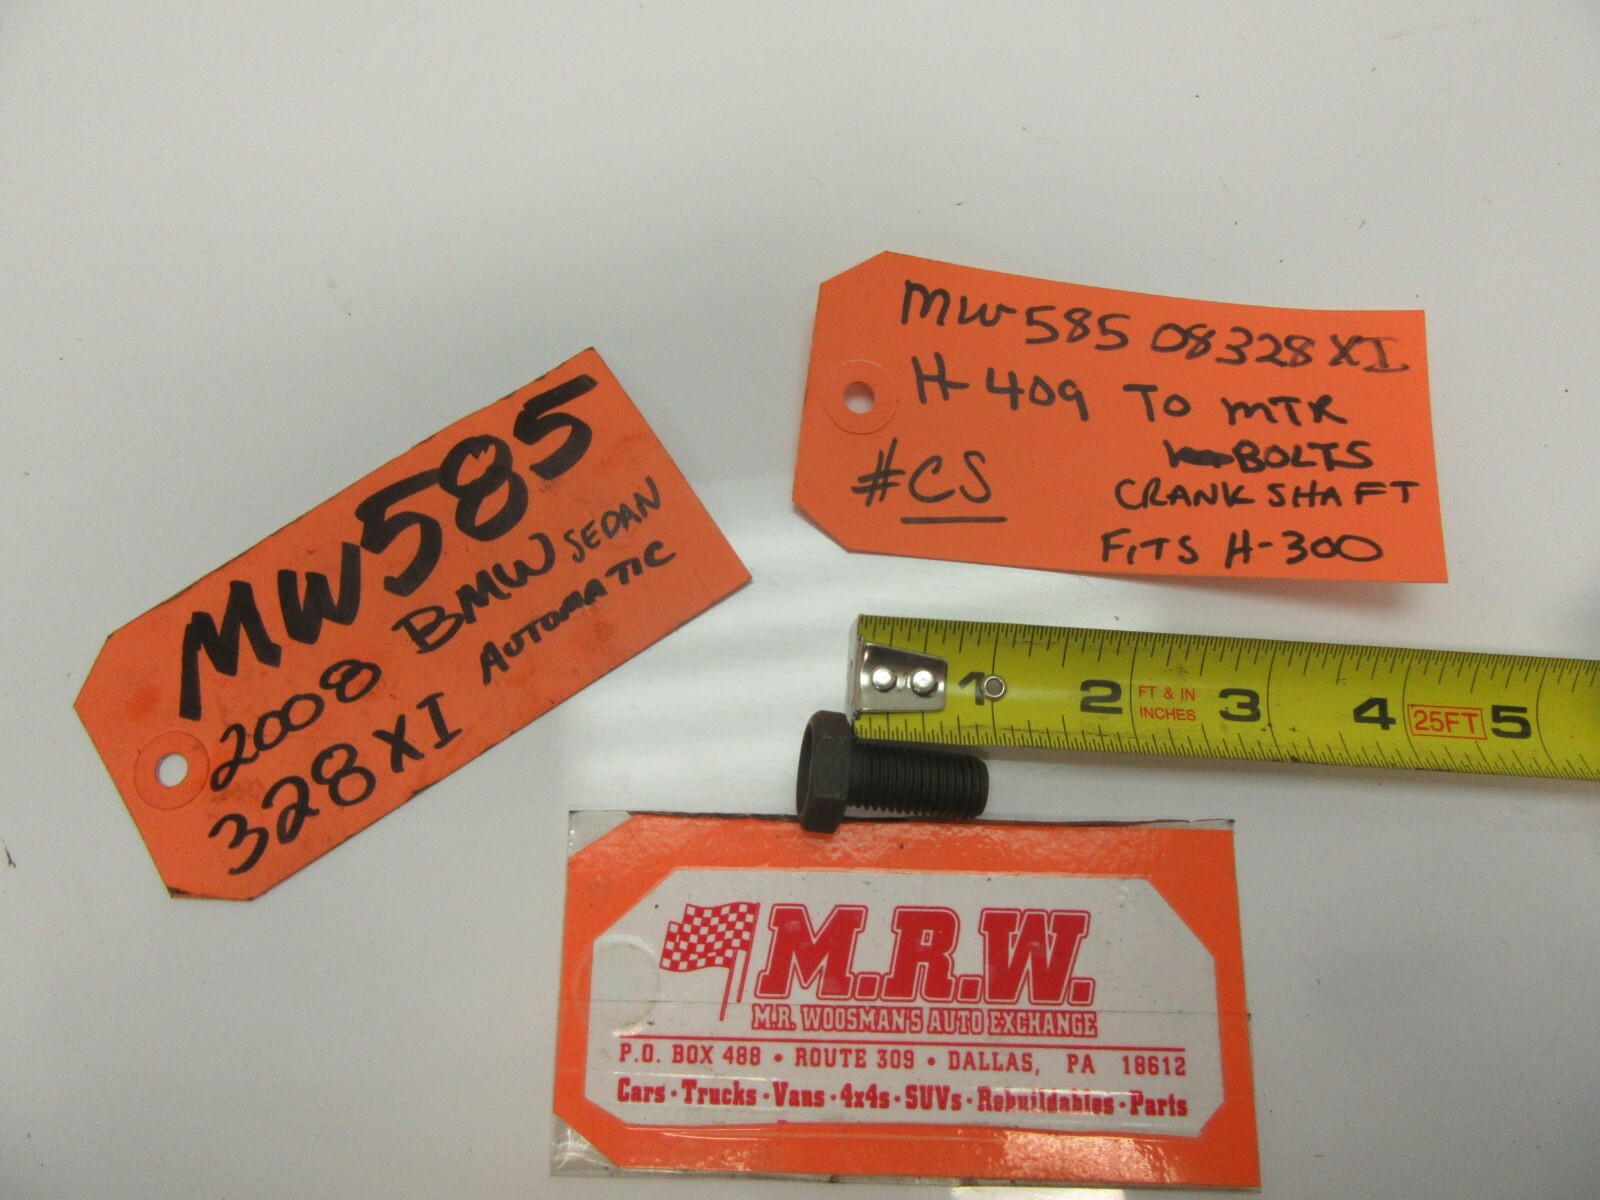 MW585
2008 BMW SEDAN
328XI AUTOMATIC
MW585 08328XI
H-409 TO MTR
BOLTS
#CS CRANKSHAFT
FITS H-300
1 2 FT & IN INCHES 3 4 25FT 5
M.R.W.
M.R. WOOSMAN'S AUTO EXCHANGE
P.O. BOX 488 • ROUTE 309 • DALLAS, PA 18612
Cars • Trucks • Vans • 4x4s • SUVs • Rebuildables • Parts